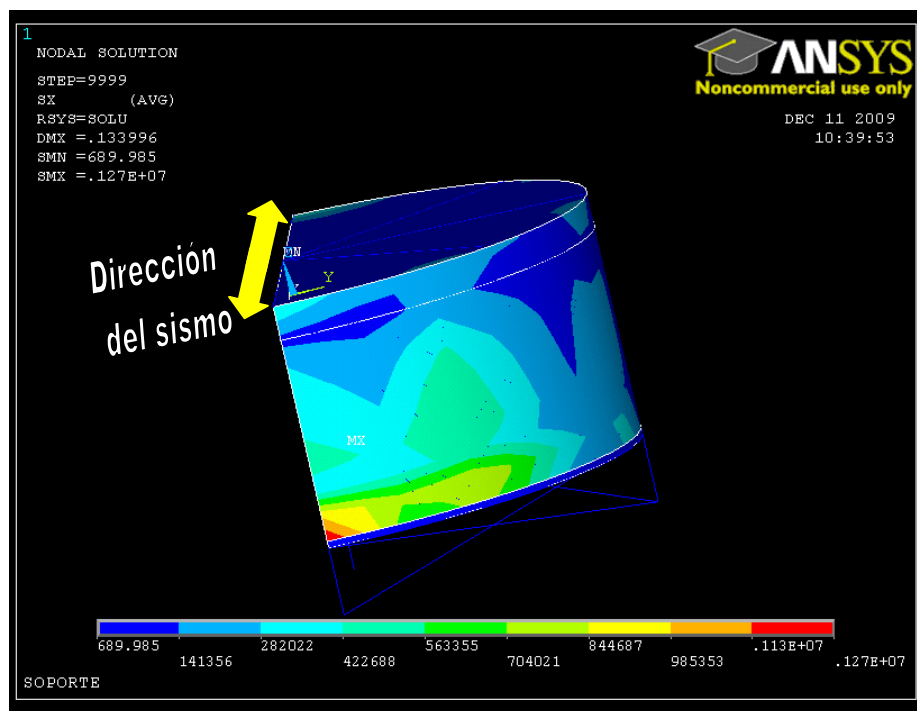 1
NODAL SOLUTION
STEP=9999
SX (AVG)
RSYS=SOLU
DMX =.133996
SMN =689.985
SMX =.127E+07
ANSYS
Noncommercial use only
DEC 11 2009
10:39:53
Dirección
del sismo
Y
MX
689.985
141356
282022
422688
563355
704021
844687
985353
.113E+07
.127E+07
SOPORTE